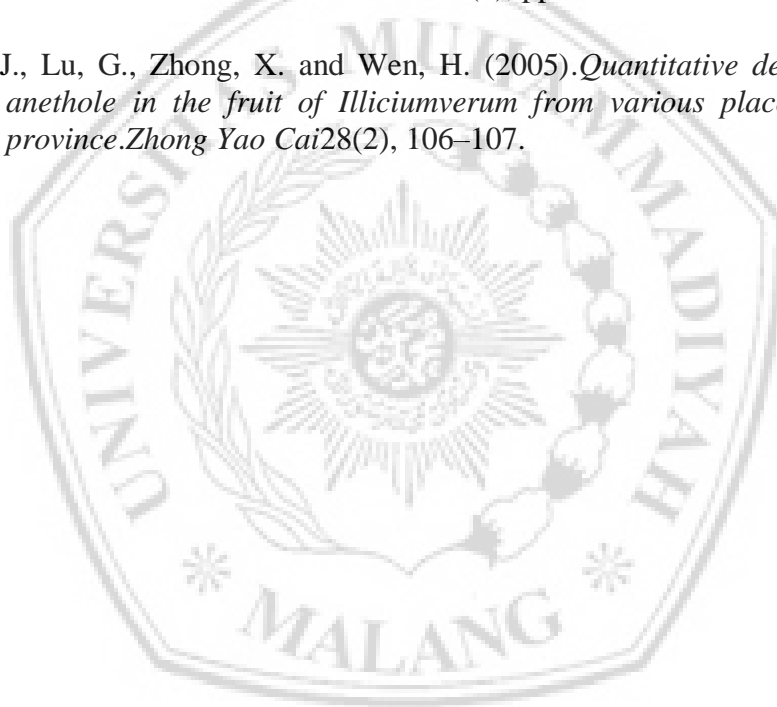 J., Lu, G., Zhong, X. and Wen, H. (2005).Quantitative de
anethole in the fruit of Illiciumverum from various plac
province.Zhong Yao Cai28(2), 106–107.
UNIVERSITAS MUHAMMADIYAH
MALANG